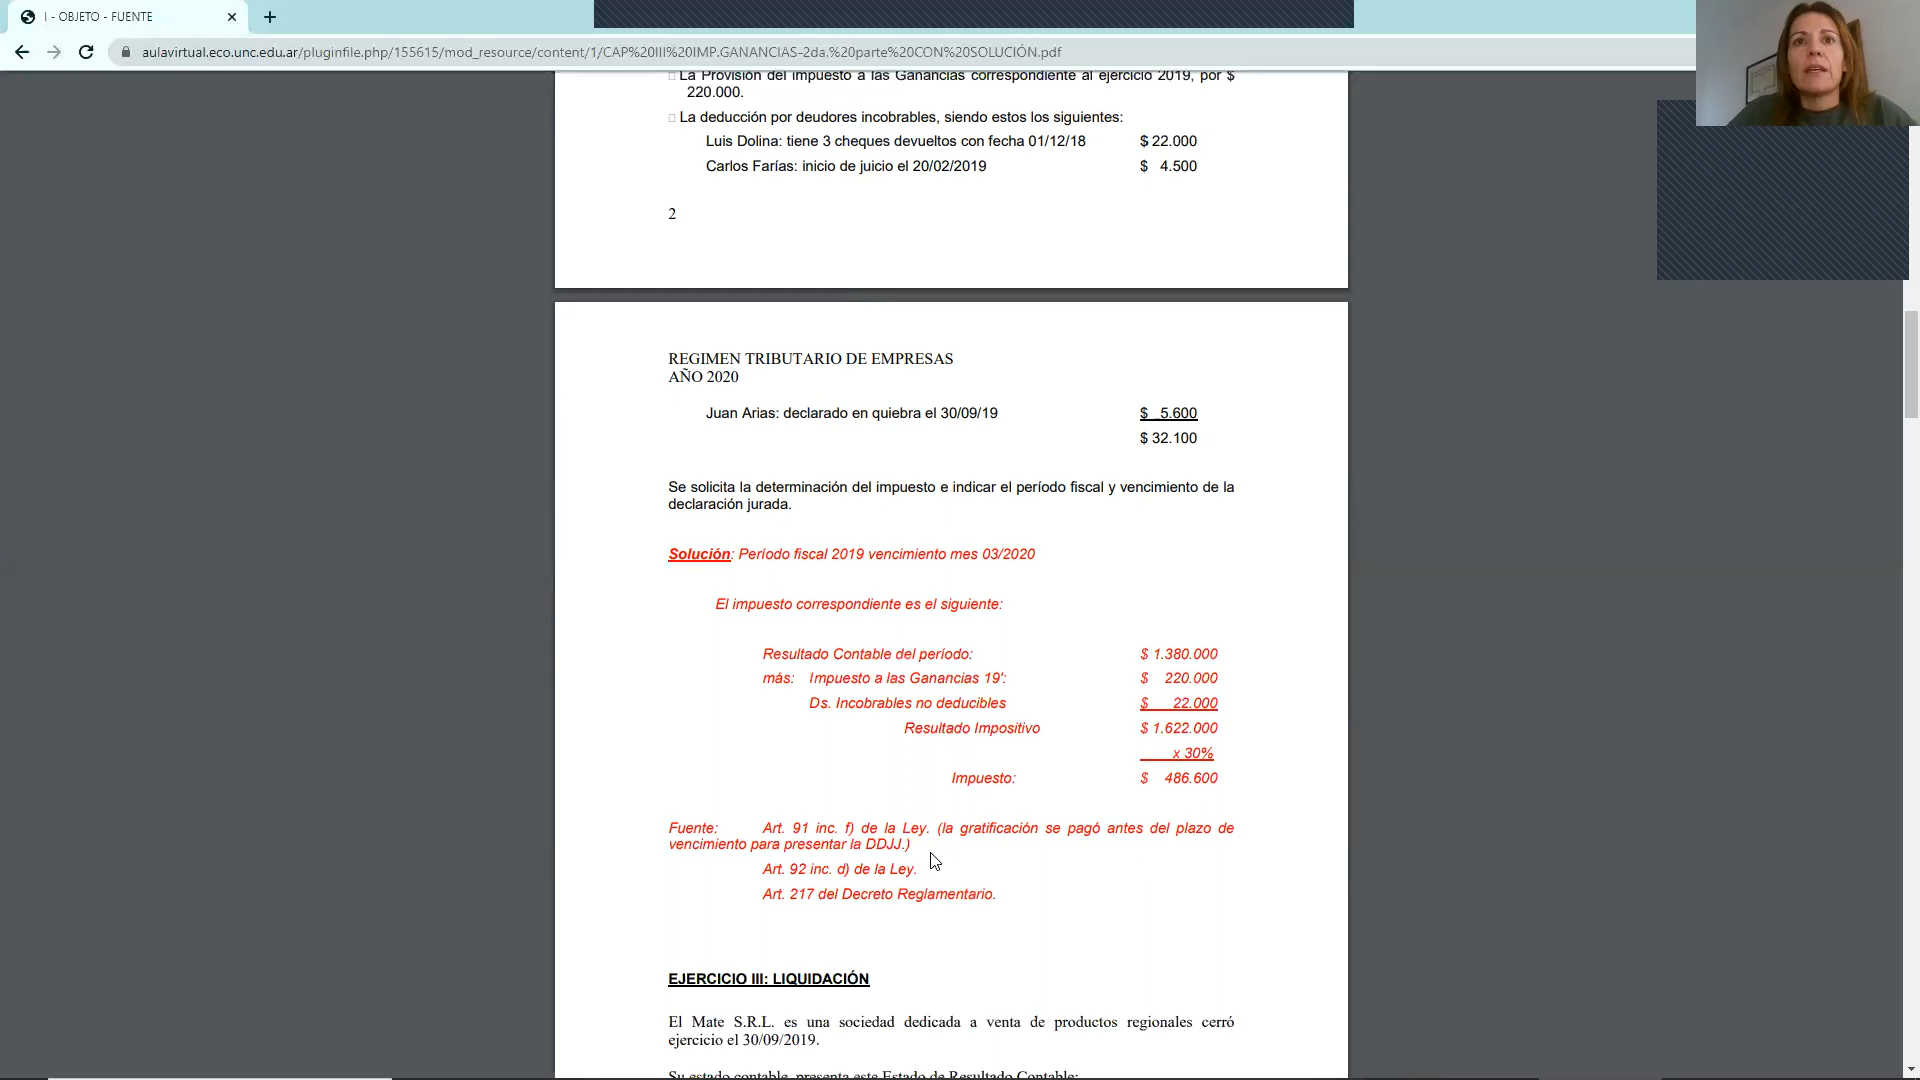 I - OBJETO - FUENTE
aulavirtual.eco.unc.edu.ar/pluginfile.php/155615/mod_resource/content/1/CAP%20III%20IMP.GANANCIAS-2da.%20parte%20CON%20SOLUCIÓN.pdf
La Provisión del impuesto a las Ganancias correspondiente al ejercicio 2019, por $
220.000.
La deducción por deudores incobrables, siendo estos los siguientes:
Luis Dolina: tiene 3 cheques devueltos con fecha 01/12/18 $ 22.000
Carlos Farías: inicio de juicio el 20/02/2019 $ 4.500
2
REGIMEN TRIBUTARIO DE EMPRESAS
AÑO 2020
Juan Arias: declarado en quiebra el 30/09/19 $ 5.600
$ 32.100
Se solicita la determinación del impuesto e indicar el período fiscal y vencimiento de la
declaración jurada.
Solución: Período fiscal 2019 vencimiento mes 03/2020
El impuesto correspondiente es el siguiente:
Resultado Contable del período: $ 1.380.000
más: Impuesto a las Ganancias 19': $ 220.000
Ds. Incobrables no deducibles $ 22.000
Resultado Impositivo $ 1.622.000
x 30%
Impuesto: $ 486.600
Fuente: Art. 91 inc. f) de la Ley. (la gratificación se pagó antes del plazo de
vencimiento para presentar la DDJJ.)
Art. 92 inc. d) de la Ley.
Art. 217 del Decreto Reglamentario.
EJERCICIO III: LIQUIDACIÓN
El Mate S.R.L. es una sociedad dedicada a venta de productos regionales cerró
ejercicio el 30/09/2019.
Su estado contable, presenta este Estado de Resultado Contable: